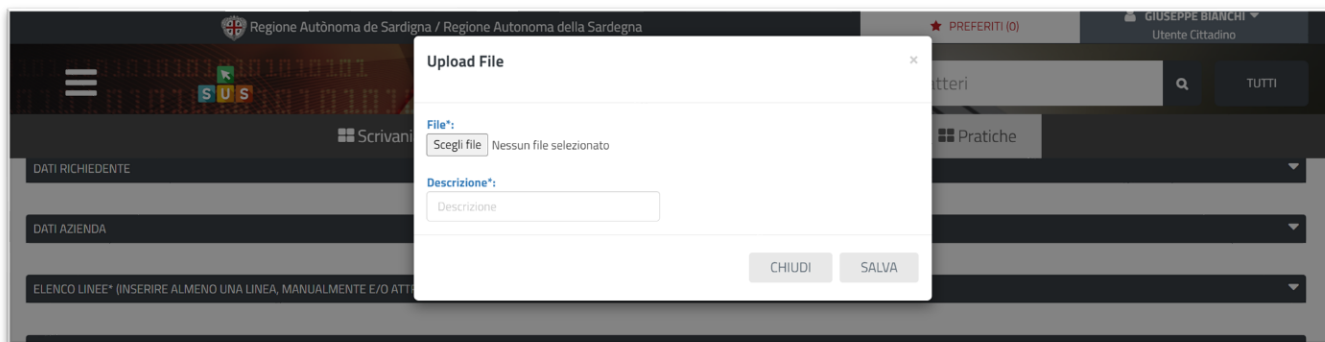 Regione Autònoma de Sardigna / Regione Autonoma della Sardegna
PREFERITI (0)
GIUSEPPE BIANCHI
Utente Cittadino
SUS
tteri
TUTTI
Scrivani
Pratiche
Upload File
×
File*:
Scegli file Nessun file selezionato
Descrizione*:
Descrizione
CHIUDI SALVA
DATI RICHIEDENTE
DATI AZIENDA
ELENCO LINEE* (INSERIRE ALMENO UNA LINEA, MANUALMENTE E/O ATT